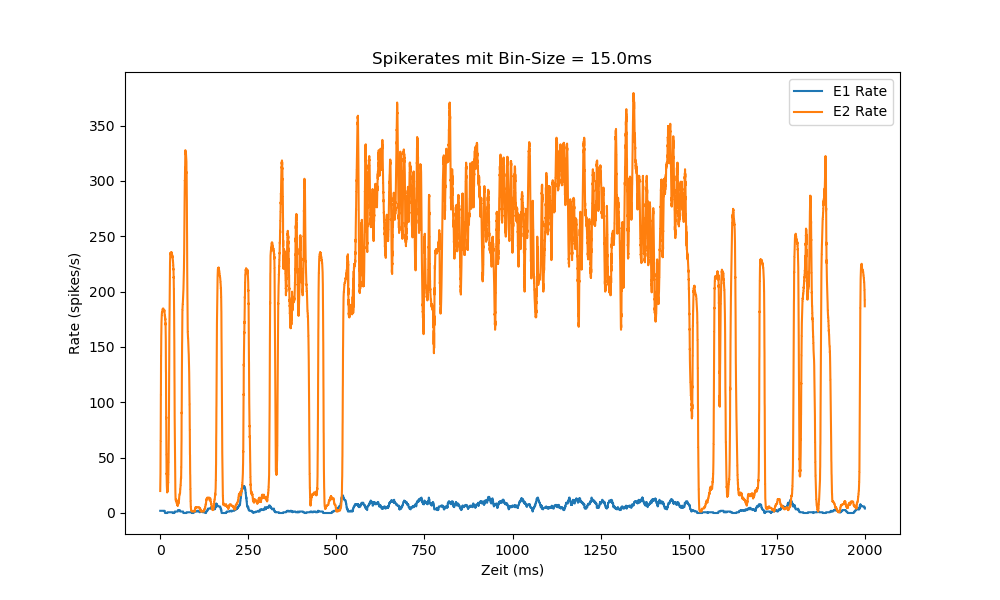 Spikerates mit Bin-Size = 15.0ms
E1 Rate
E2 Rate
Rate (spikes/s)
350
300
250
200
150
100
50
0
0 250 500 750 1000 1250 1500 1750 2000
Zeit (ms)